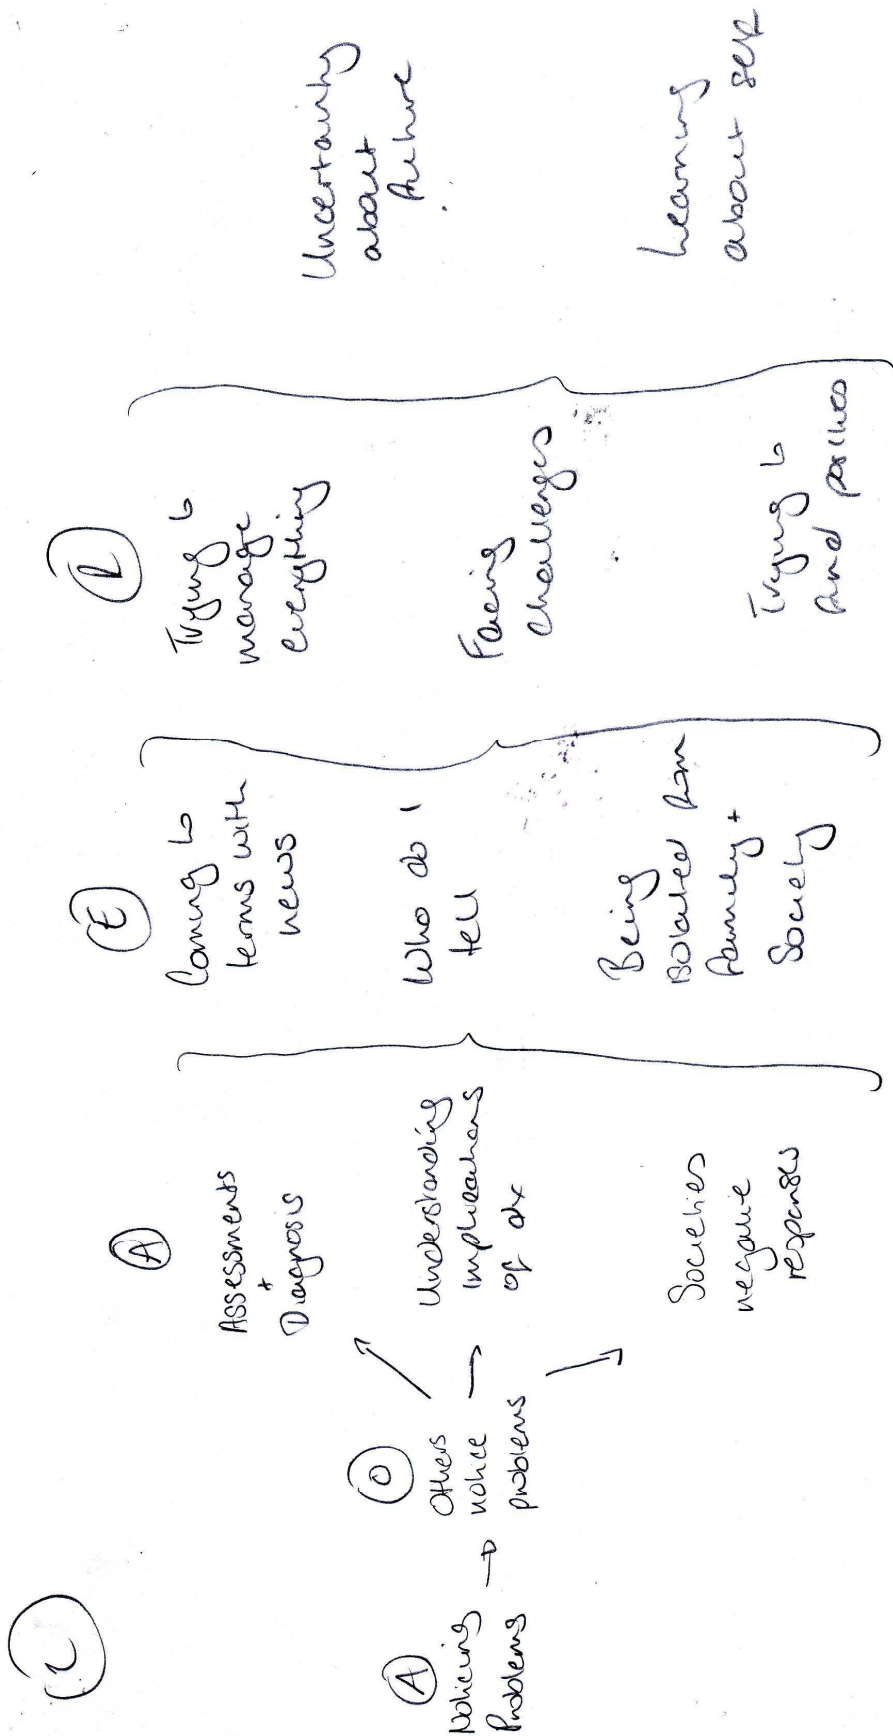 A
Noticing
Problems →
O
Others
notice →
problems
A
Assessments
+
Diagnosis
Understanding
implications
of dx
Societies
negative
responses
E
Coming to
terms with
news
Who do I
tell
Being
isolated from
family +
Society
R
Trying to
manage
everything
Facing
challenges
Trying to
find positives
Uncertainty
about
future
Learning
about self